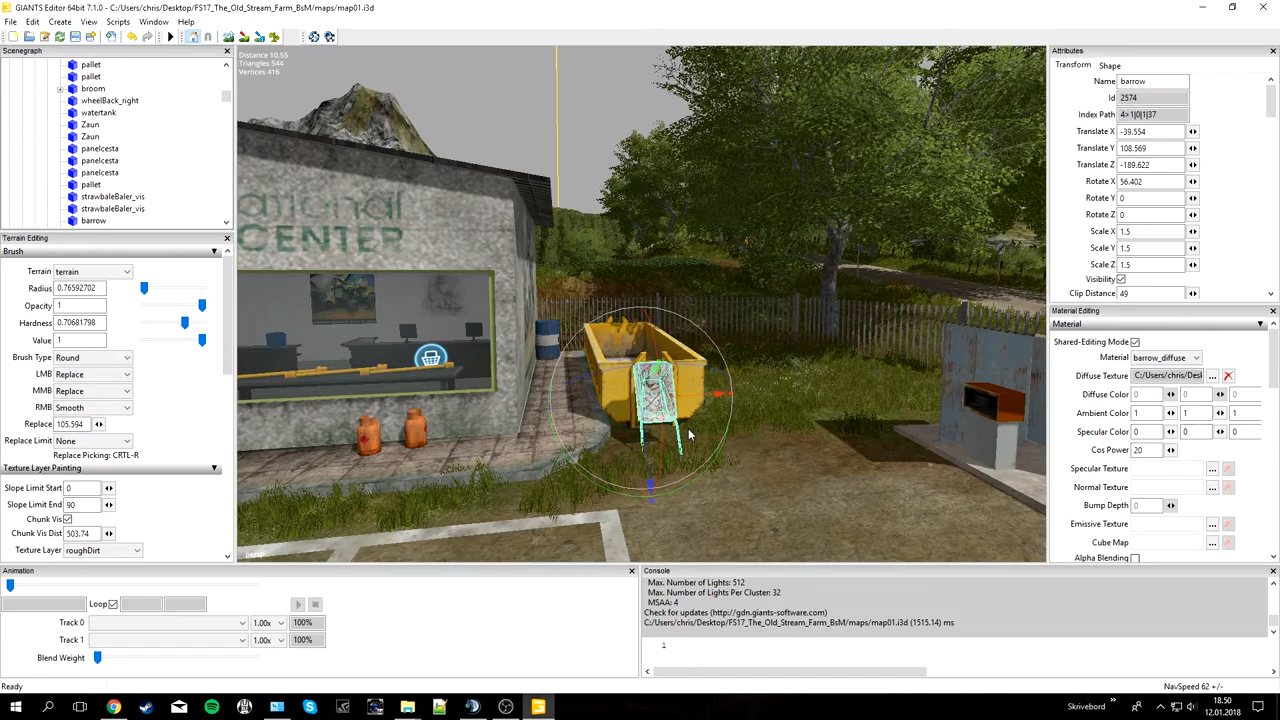 GIANTS Editor 64bit v7.1.0 - C:/Users/chris/Desktop/FS17_The_Old_Stream_Farm_BsM/maps/map01.i3d
File Edit Create View Scripts Window Help
Scenegraph
pallet
pallet
broom
wheelBack_right
watertank
Zaun
Zaun
panelcesta
panelcesta
panelcesta
pallet
strawbaleBaler_vis
strawbaleBaler_vis
barrow
Terrain Editing
Brush
Terrain terrain
Radius 0.76592702
Opacity 1
Hardness 0.70681798
Value 1
Brush Type Round
LMB Replace
MMB Replace
RMB Smooth
Replace 105.594
Replace Limit None
Replace Picking: CRTL-R
Texture Layer Painting
Slope Limit Start 0
Slope Limit End 90
Chunk Vis
Chunk Vis Dist 503.74
Texture Layer roughDirt
Distance 10.55
Triangles 544
Vertices 416
ational
CENTER
persp
Attributes
Transform Shape
Name barrow
Id 2574
Index Path 4>1|0|1|37
Translate X -39.554
Translate Y 108.569
Translate Z -189.622
Rotate X 56.402
Rotate Y 0
Rotate Z 0
Scale X 1.5
Scale Y 1.5
Scale Z 1.5
Visibility
Clip Distance 49
Material Editing
Material
Shared-Editing Mode
Material barrow_diffuse
Diffuse Texture C:/Users/chris/Desl ...
Diffuse Color 0 0 0
Ambient Color 1 1 1
Specular Color 0 0 0
Cos Power 20
Specular Texture ...
Normal Texture ...
Bump Depth 0
Emissive Texture ...
Cube Map ...
Alpha Blending
Animation
Loop
Track 0 1.00x 100%
Track 1 1.00x 100%
Blend Weight
Console
Max. Number of Lights: 512
Max. Number of Lights Per Cluster: 32
MSAA: 4
Check for updates (http://gdn.giants-software.com)
C:/Users/chris/Desktop/FS17_The_Old_Stream_Farm_BsM/maps/map01.i3d (1515.14) ms
1
Ready
NavSpeed 62 +/-
Skrivebord
18.50
12.01.2018